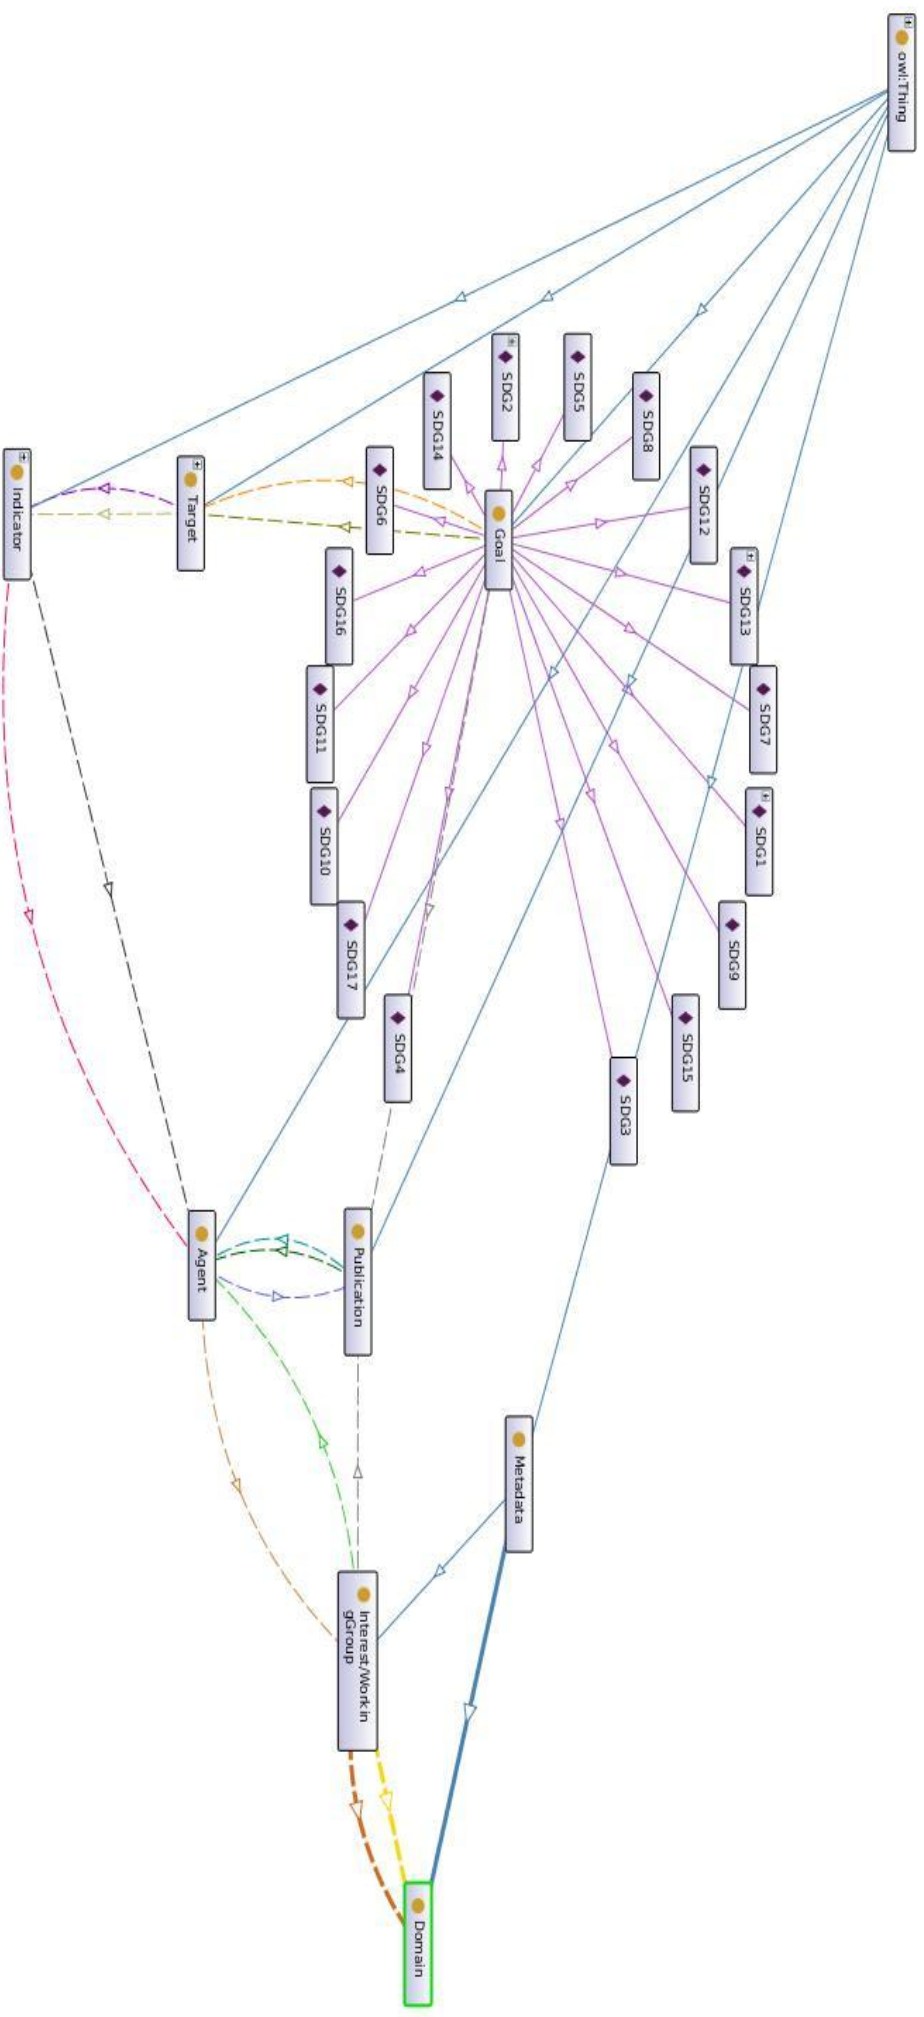 owl:Thing
SDG2
SDG5
SDG8
SDG14
SDG12
SDG6
Goal
Target
Indicator
SDG13
SDG16
SDG7
SDG11
SDG1
SDG10
SDG9
SDG17
SDG15
SDG4
SDG3
Publication
Agent
Metadata
Interest/Workin
gGroup
Domain